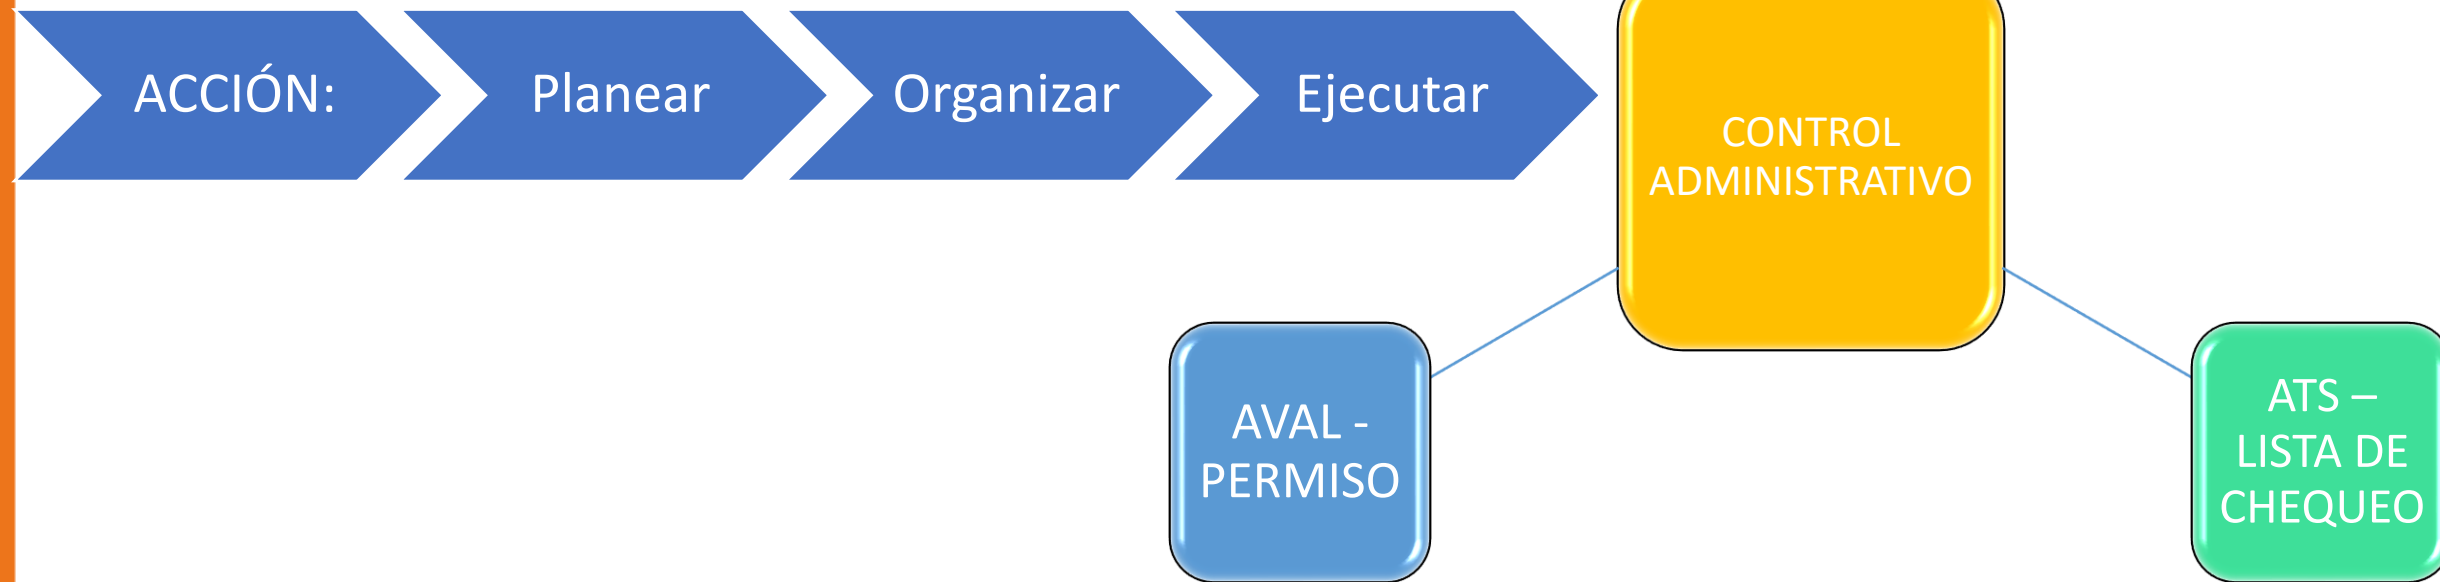 ACCIÓN:
Planear
Organizar
Ejecutar
CONTROL
ADMINISTRATIVO
AVAL -
PERMISO
ATS –
LISTA DE
CHEQUEO